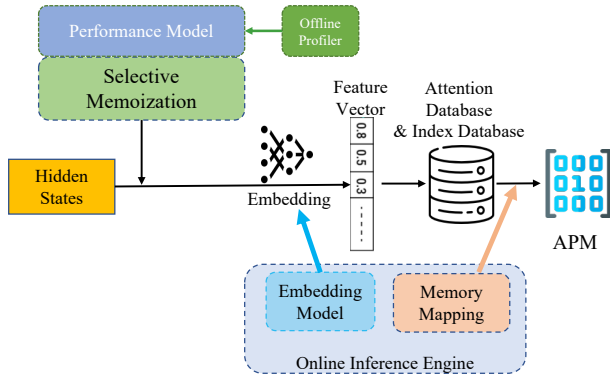 Performance Model
Offline
Profiler
Selective
Memoization
Feature
Vector
Attention
Database
& Index Database
Hidden
States
Embedding
0.8
0.5
0.3
APM
010
Embedding
Model
Memory
Mapping
Online Inference Engine